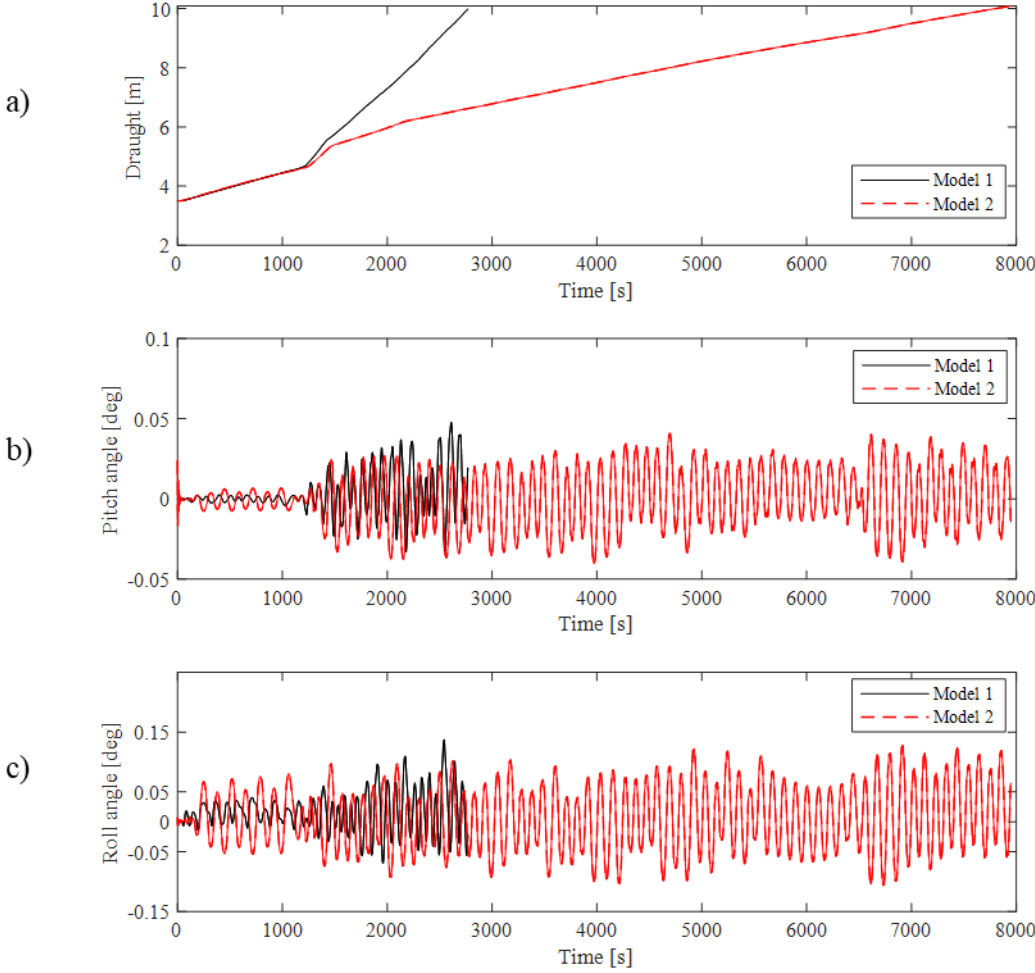 a)
Draught [m]
10
8
6
4
2
Model 1
Model 2
0 1000 2000 3000 4000 5000 6000 7000 8000
Time [s]
b)
Pitch angle [deg]
0.1
0.05
0
-0.05
Model 1
Model 2
0 1000 2000 3000 4000 5000 6000 7000 8000
Time [s]
c)
Roll angle [deg]
0.15
0.05
0
-0.05
-0.15
Model 1
Model 2
0 1000 2000 3000 4000 5000 6000 7000 8000
Time [s]